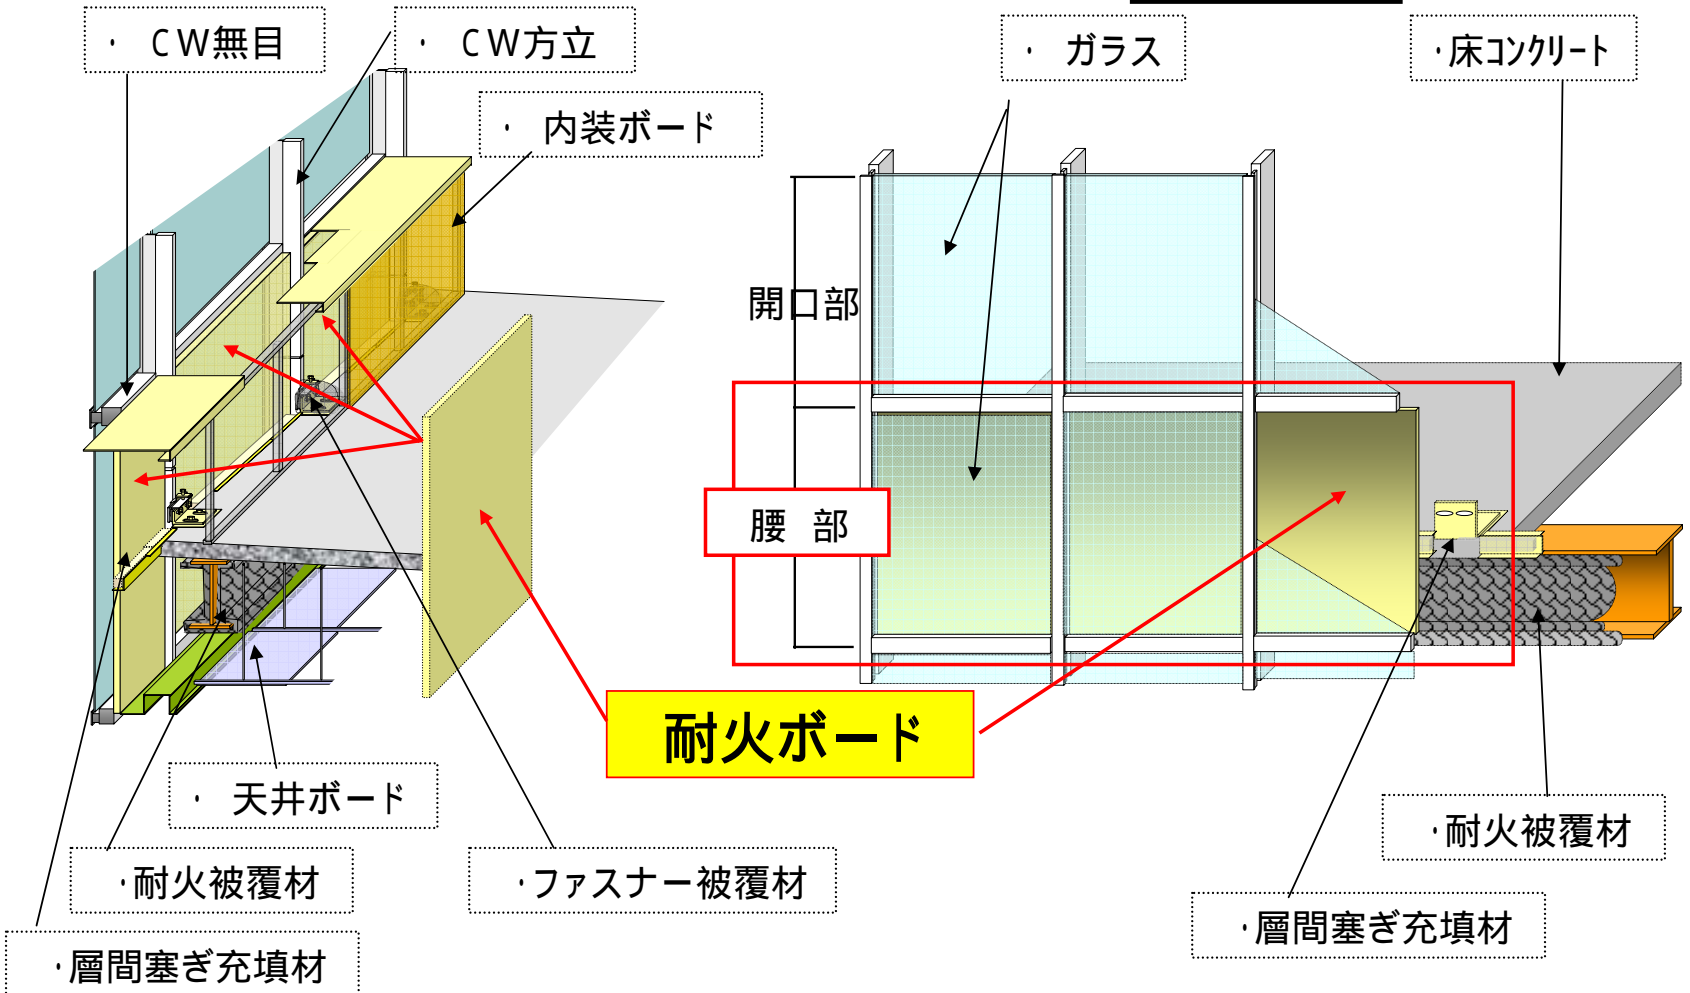 ・ CW無目
・ CW方立
・ ガラス
・床コンクリート
・ 内装ボード
開口部
腰 部
耐火ボード
・ 天井ボード
・耐火被覆材
・耐火被覆材
・ファスナー被覆材
・層間塞ぎ充填材
・層間塞ぎ充填材